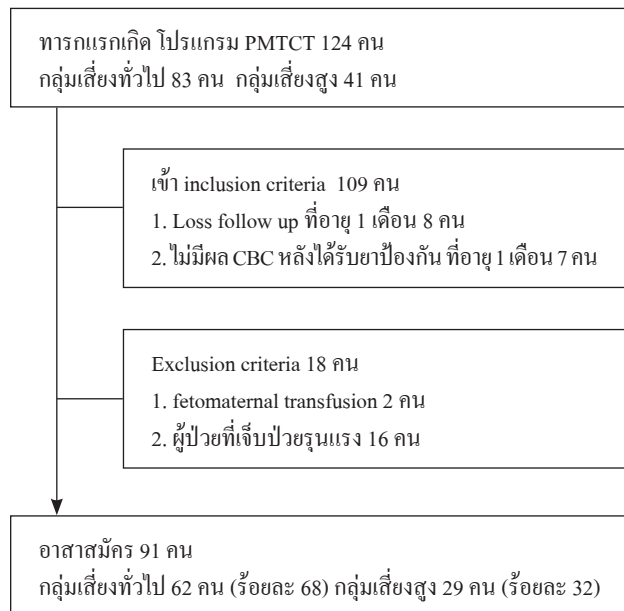 ทารกแรกเกิด โปรแกรม PMTCT 124 คน
กลุ่มเสี่ยงทั่วไป 83 คน กลุ่มเสี่ยงสูง 41 คน
เข้า inclusion criteria 109 คน
1. Loss follow up ที่อายุ 1 เดือน 8 คน
2. ไม่มีผล CBC หลังได้รับยาป้องกัน ที่อายุ 1 เดือน 7 คน
Exclusion criteria 18 คน
1. fetomaternal transfusion 2 คน
2. ผู้ป่วยที่เจ็บป่วยรุนแรง 16 คน
อาสาสมัคร 91 คน
กลุ่มเสี่ยงทั่วไป 62 คน (ร้อยละ 68) กลุ่มเสี่ยงสูง 29 คน (ร้อยละ 32)